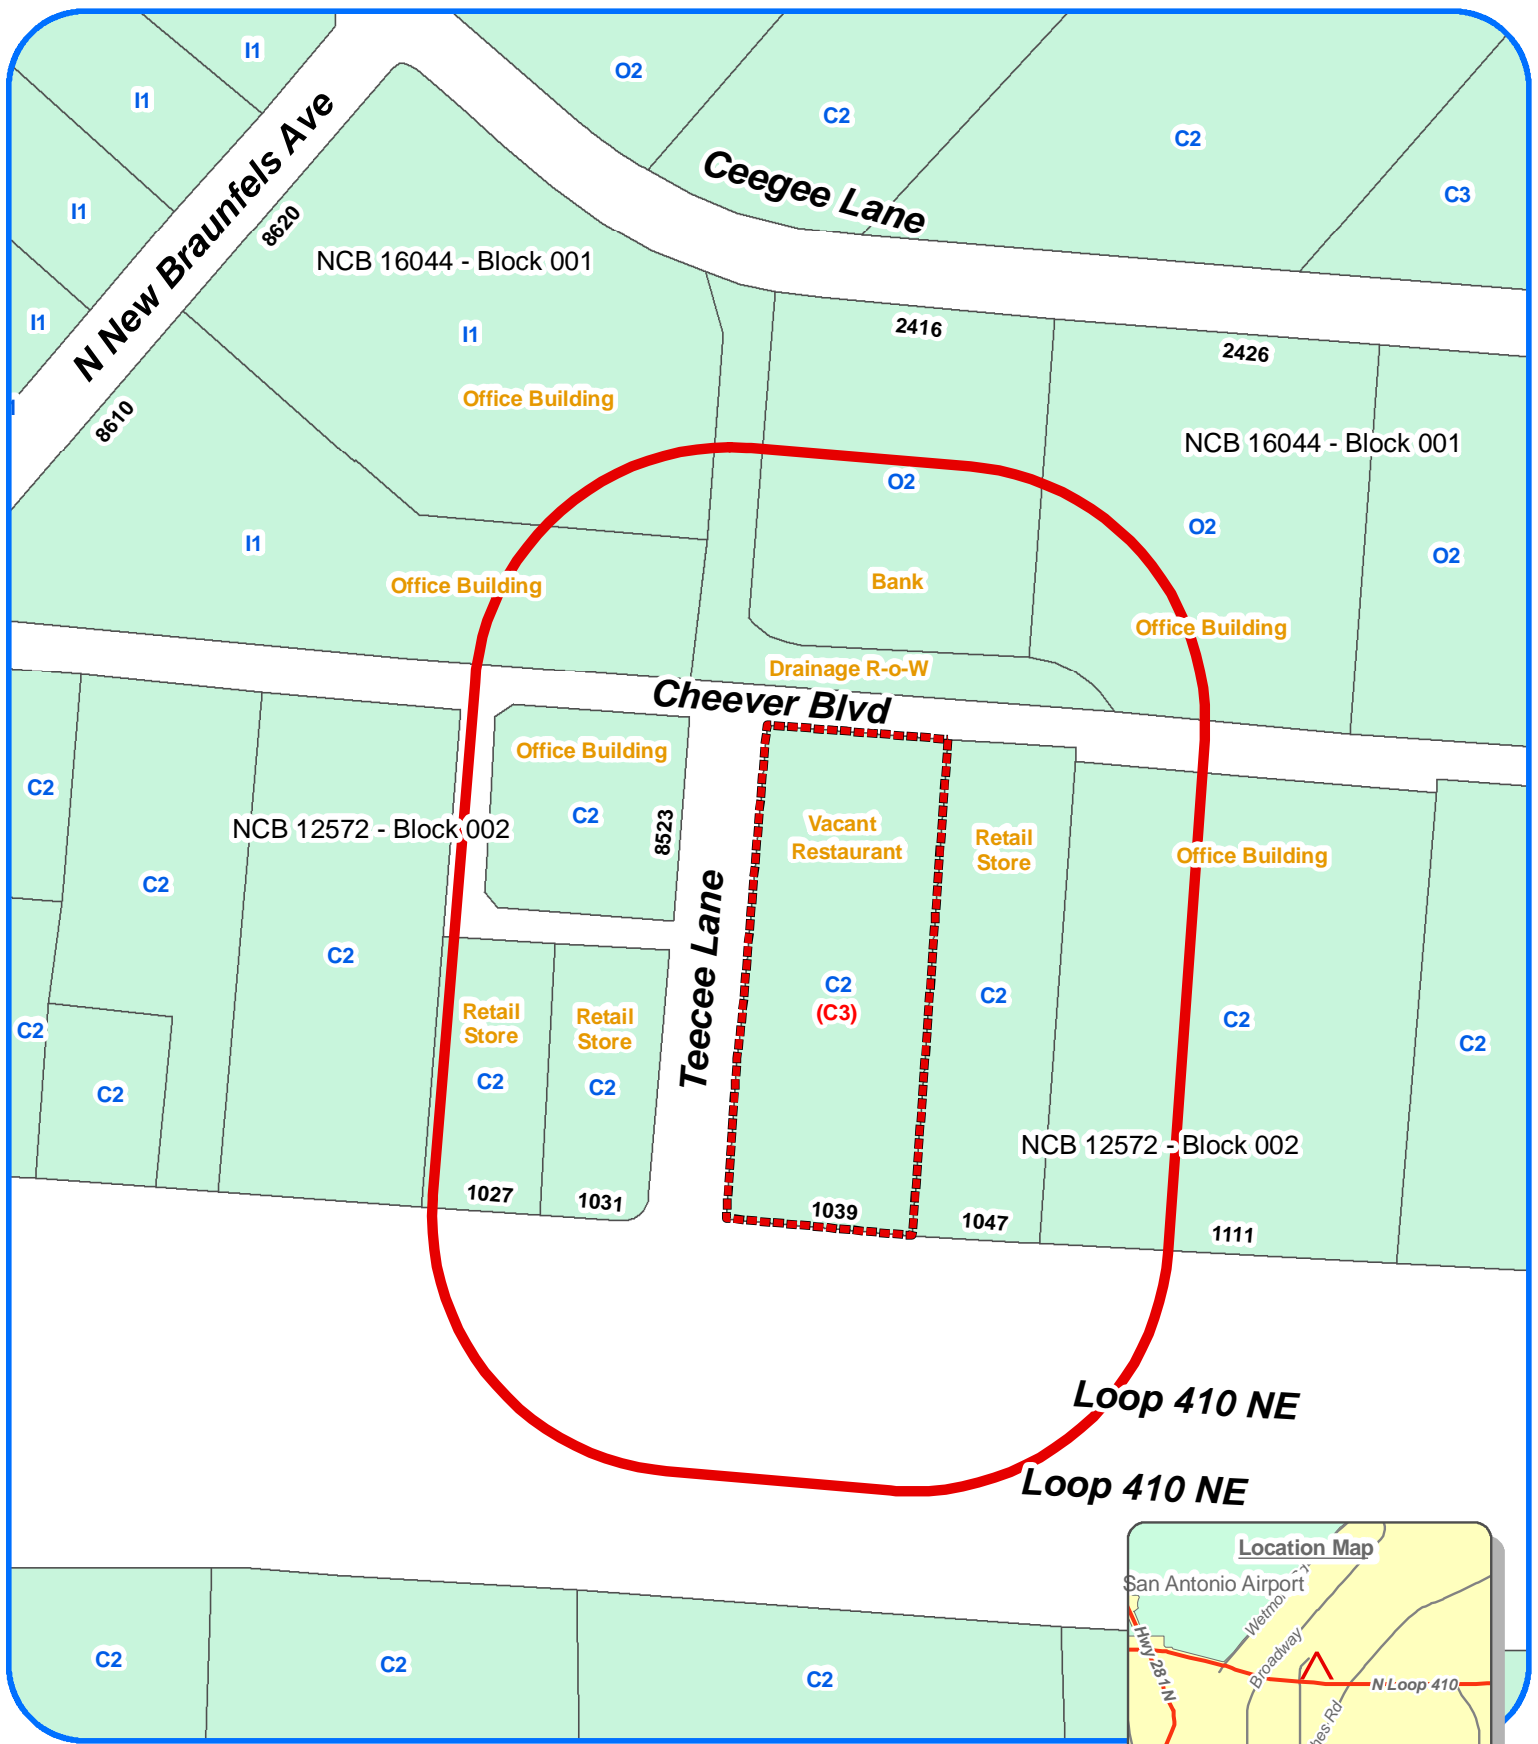 I1
O2
I1
C2
C2
N New Braunfels Ave
Ceegee Lane
C3
I1
8620
NCB 16044 - Block 001
I1
I1
2416
2426
Office Building
8610
NCB 16044 - Block 001
O2
O2
I1
O2
Bank
Office Building
Office Building
Drainage R-o-W
Cheever Blvd
Office Building
C2
C2
8523
NCB 12572 - Block 002
Vacant
Restaurant
Retail
Store
Office Building
C2
Teecee Lane
C2
C2
(C3)
C2
Retail
Store
Retail
Store
C2
C2
C2
C2
C2
C2
NCB 12572 - Block 002
1027
1031
1039
1047
1111
Loop 410 NE
Loop 410 NE
Location Map
San Antonio Airport
Broadway
Hwy 281 N
N Loop 410
C2
C2
C2